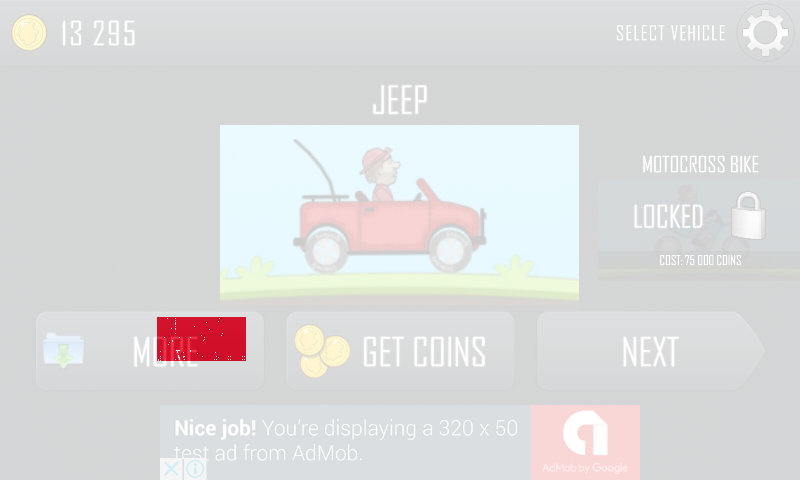 13 295
SELECT VEHICLE
JEEP
MOTOCROSS BIKE
LOCKED
COST: 75 000 COINS
MORE
GET COINS
NEXT
Nice job! You're displaying a 320 x 50
test ad from AdMob.
AdMob by Google